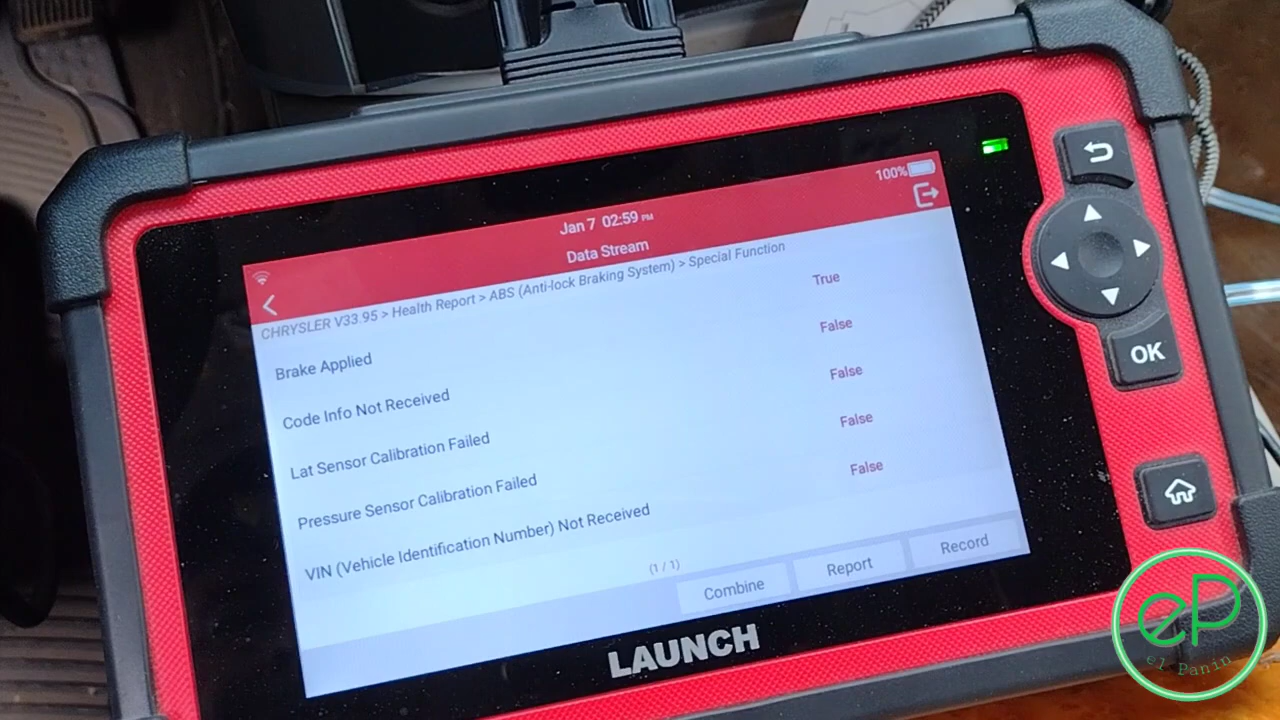 100%
Jan 7 02:59 PM
Data Stream
CHRYSLER V33.95 > Health Report > ABS (Anti-lock Braking System) > Special Function
Brake Applied True
Code Info Not Received False
Lat Sensor Calibration Failed False
Pressure Sensor Calibration Failed False
VIN (Vehicle Identification Number) Not Received False
(1 / 1)
Combine Report Record
LAUNCH
OK
eP
el Panin